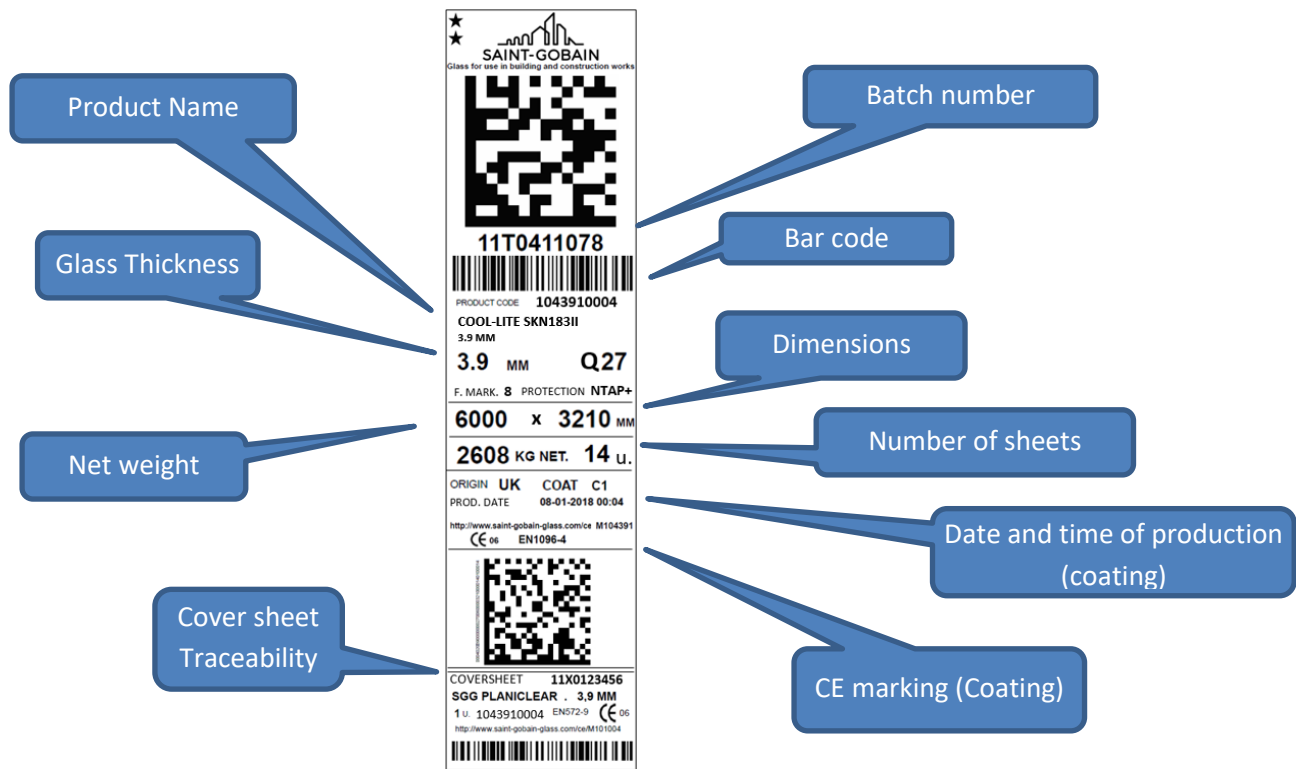 ★
★
SAINT-GOBAIN
Glass for use in building and construction works
Product Name
Batch number
11T0411078
Bar code
Glass Thickness
PRODUCT CODE 1043910004
COOL-LITE SKN183II
3.9 MM
3.9 MM Q27
Dimensions
F. MARK. 8 PROTECTION NTAP+
6000 x 3210 MM
Number of sheets
Net weight
2608 KG NET. 14 u.
ORIGIN UK COAT C1
PROD. DATE 08-01-2018 00:04
http://www.saint-gobain-glass.com/ce M104391
CE 06 EN1096-4
Date and time of production
(coating)
Cover sheet
Traceability
CE marking (Coating)
COVERSHEET 11X0123456
SGG PLANICLEAR . 3,9 MM
1 U. 1043910004 EN572-9 CE 06
http://www.saint-gobain-glass.com/ce/M101004